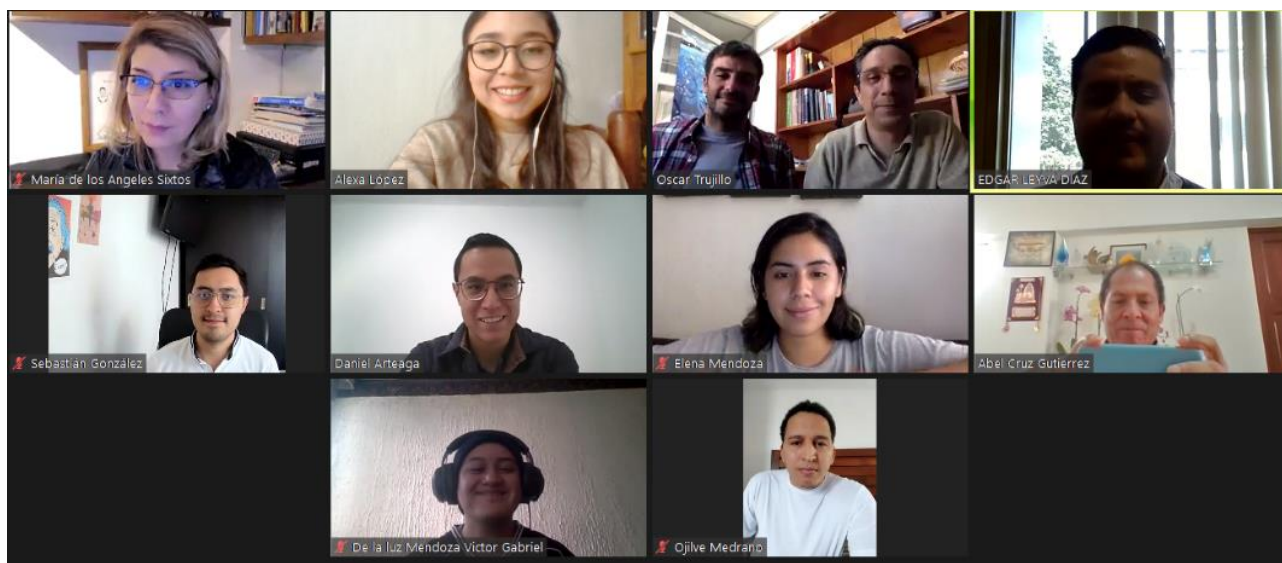 María de los Angeles Sixtos
Alexa López
Oscar Trujillo
EDGAR LEYVA DÍAZ
Sebastián González
Daniel Arteaga
Elena Mendoza
Abel Cruz Gutiérrez
De la luz Mendoza Victor Gabriel
Ojilve Medrano